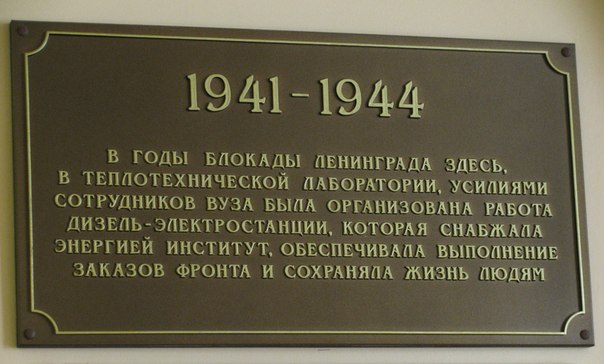 1941-1944
В ГОДЫ БЛОКАДЫ ЛЕНИНГРАДА ЗДЕСЬ,
В ТЕПЛОТЕХНИЧЕСКОЙ ЛАБОРАТОРИИ, УСИЛИЯМИ
СОТРУДНИКОВ ВУЗА БЫЛА ОРГАНИЗОВАНА РАБОТА
ДИЗЕЛЬ-ЭЛЕКТРОСТАНЦИИ, КОТОРАЯ СНАБЖАЛА
ЭНЕРГИЕЙ ИНСТИТУТ, ОБЕСПЕЧИВАЛА ВЫПОЛНЕНИЕ
ЗАКАЗОВ ФРОНТА И СОХРАНЯЛА ЖИЗНЬ ЛЮДЯМ